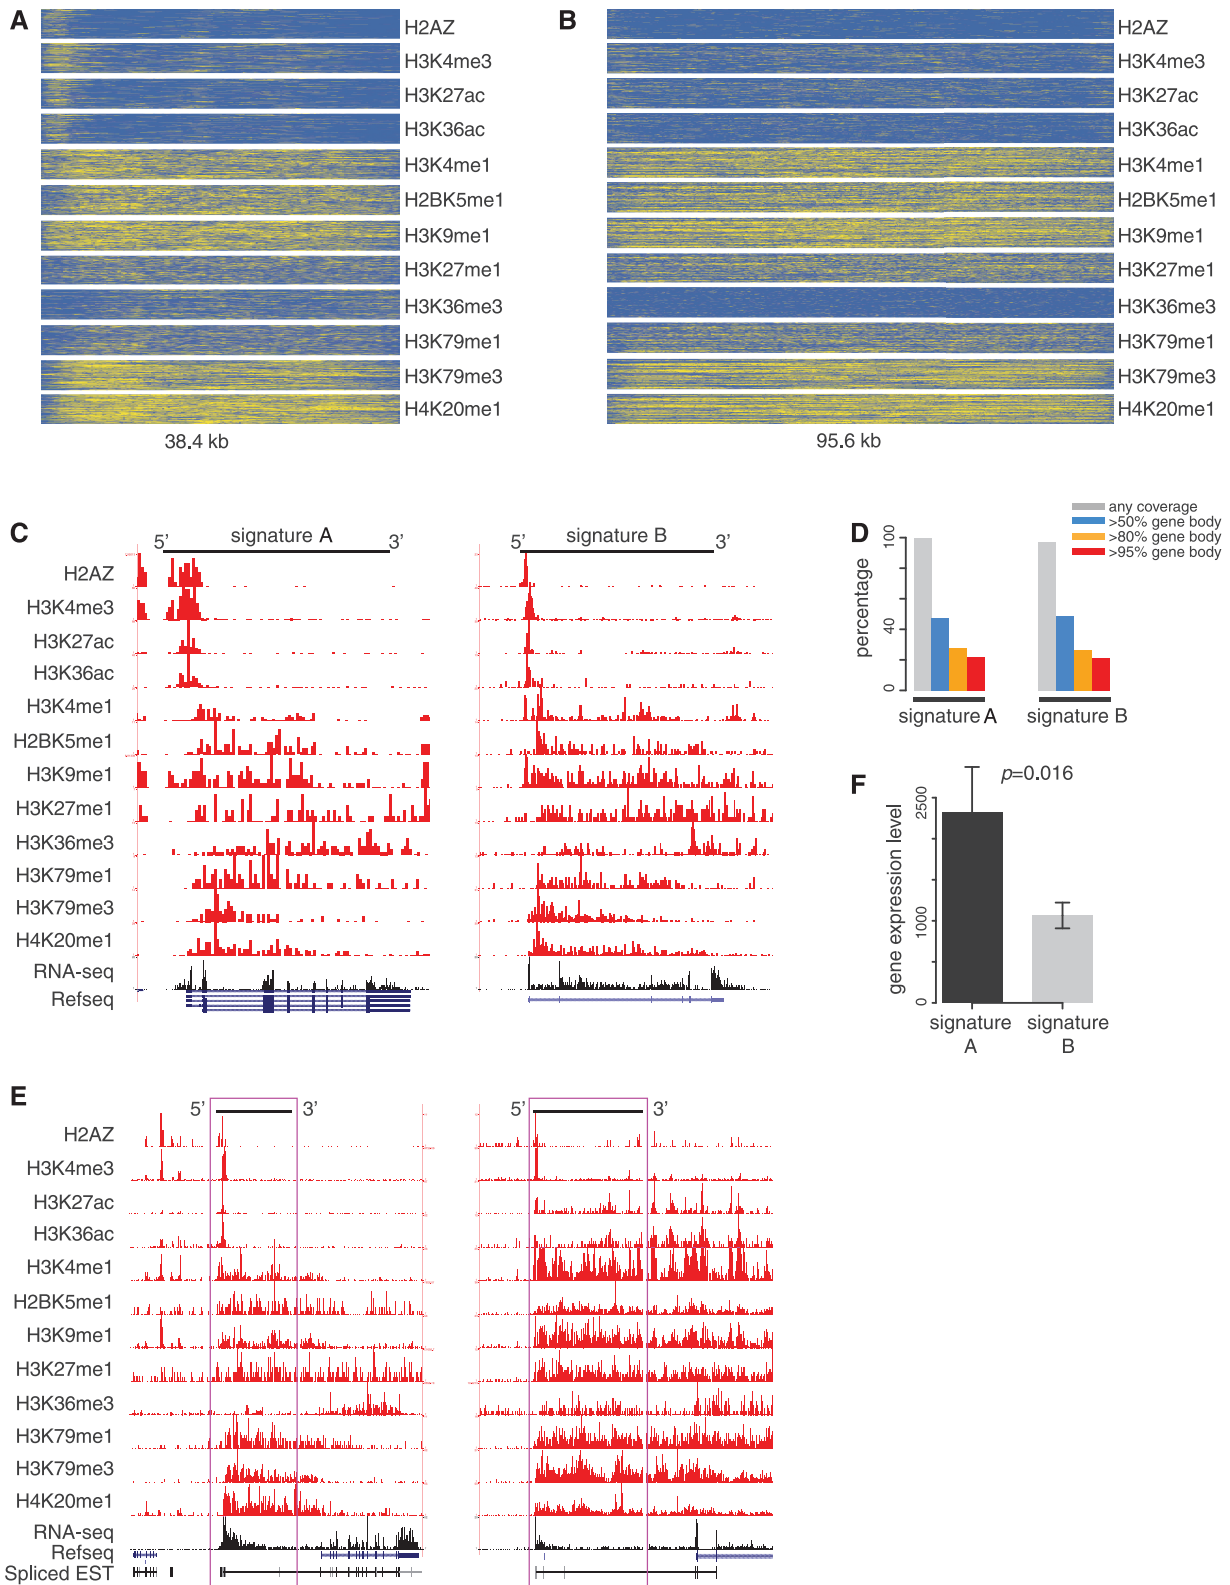 A
H2AZ
H3K4me3
H3K27ac
H3K36ac
H3K4me1
H2BK5me1
H3K9me1
H3K27me1
H3K36me3
H3K79me1
H3K79me3
H4K20me1
38.4 kb
B
H2AZ
H3K4me3
H3K27ac
H3K36ac
H3K4me1
H2BK5me1
H3K9me1
H3K27me1
H3K36me3
H3K79me1
H3K79me3
H4K20me1
95.6 kb
C
5’ signature A 3’
5’ signature B 3’
H2AZ
H3K4me3
H3K27ac
H3K36ac
H3K4me1
H2BK5me1
H3K9me1
H3K27me1
H3K36me3
H3K79me1
H3K79me3
H4K20me1
RNA-seq
Refseq
D
any coverage
>50% gene body
>80% gene body
>95% gene body
percentage
100
40
0
signature A
signature B
F
p=0.016
gene expression level
2500
1000
0
signature A
signature B
E
5’ 3’
5’ 3’
H2AZ
H3K4me3
H3K27ac
H3K36ac
H3K4me1
H2BK5me1
H3K9me1
H3K27me1
H3K36me3
H3K79me1
H3K79me3
H4K20me1
RNA-seq
Refseq
Spliced EST